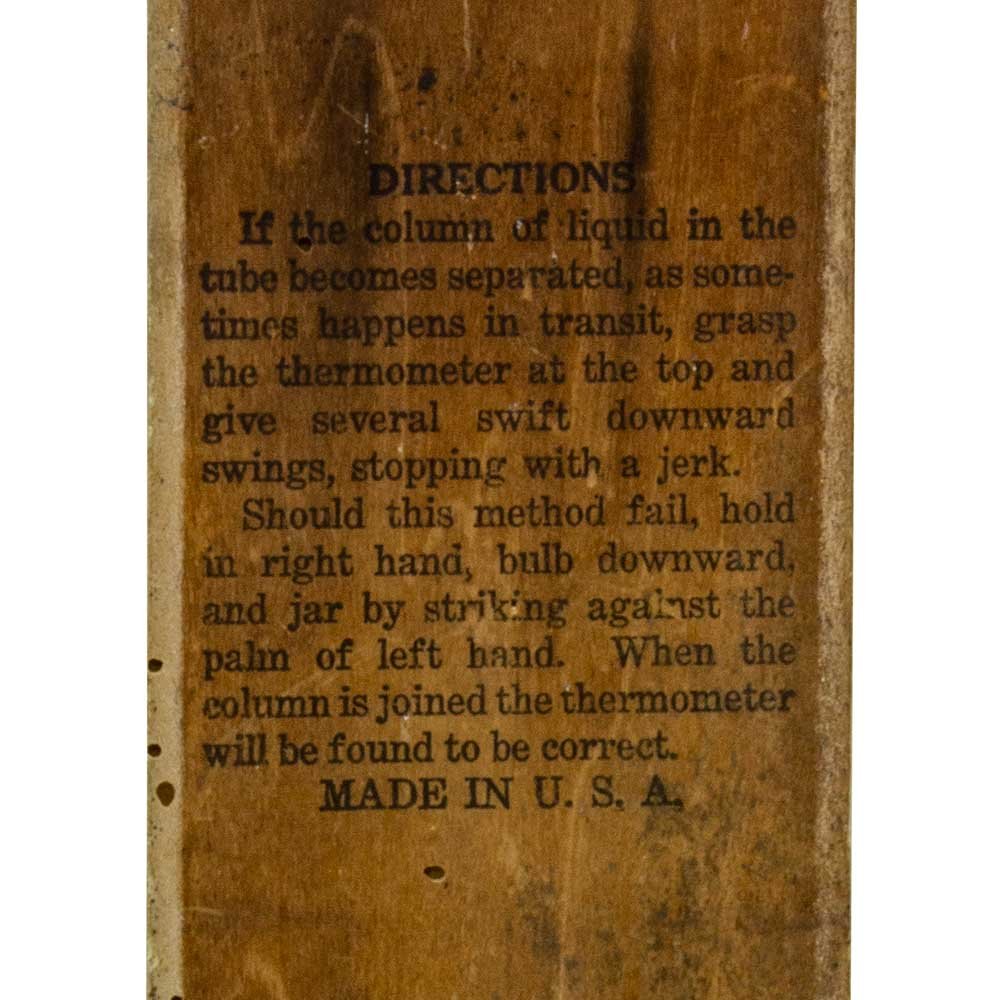 DIRECTIONS
If the column of liquid in the
tube becomes separated, as some-
times happens in transit, grasp
the thermometer at the top and
give several swift downward
swings, stopping with a jerk.
Should this method fail, hold
in right hand, bulb downward,
and jar by striking against the
palm of left hand. When the
column is joined the thermometer
will be found to be correct.
MADE IN U. S. A.